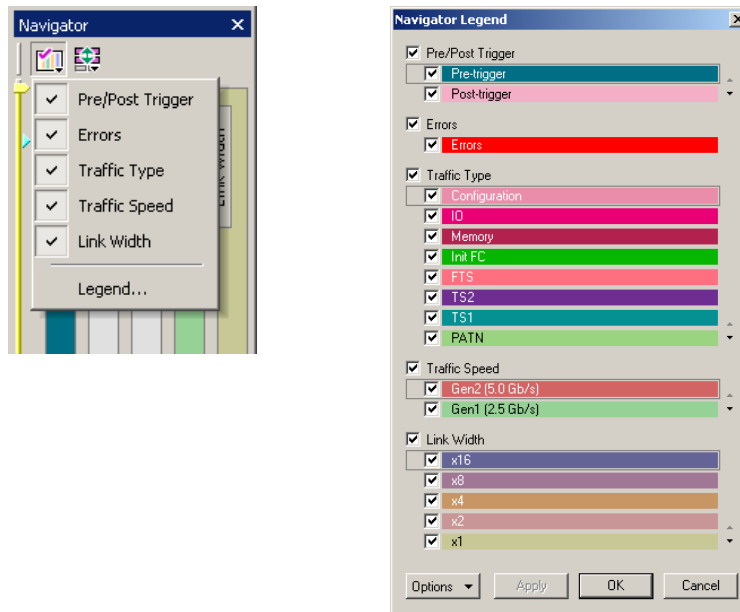 Navigator
Pre/Post Trigger
Errors
Traffic Type
Traffic Speed
Link Width
Legend...
Link Width
Navigator Legend
Pre/Post Trigger
Pre-trigger
Post-trigger
Errors
Errors
Traffic Type
Configuration
IO
Memory
Init FC
FTS
TS2
TS1
PATN
Traffic Speed
Gen2 (5.0 Gb/s)
Gen1 (2.5 Gb/s)
Link Width
x16
x8
x4
x2
x1
Options Apply OK Cancel